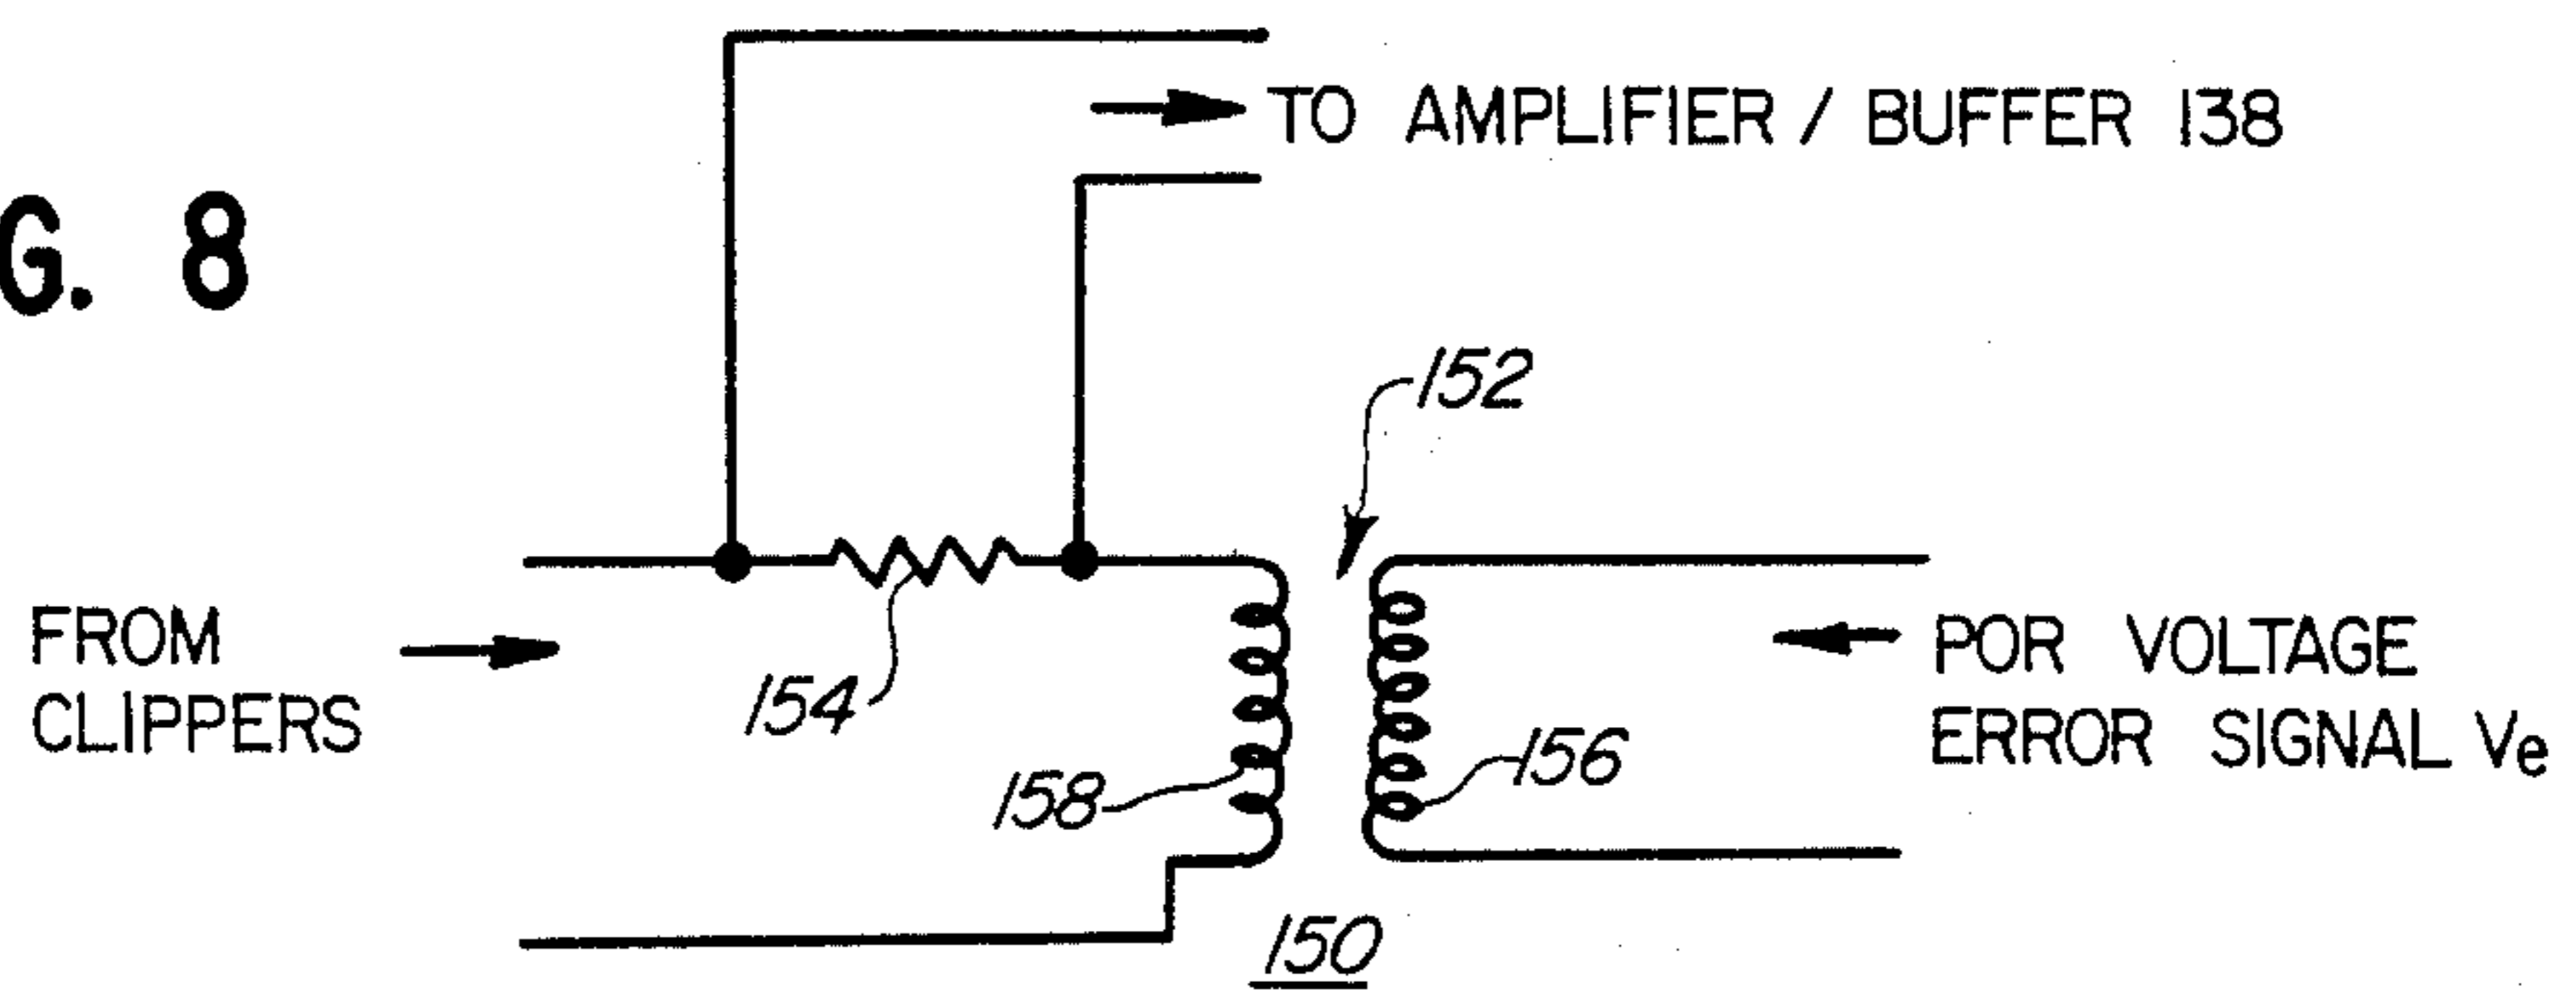 TO AMPLIFIER / BUFFER 138
G. 8
152
FROM
CLIPPERS
154
158
156
POR VOLTAGE
ERROR SIGNAL Ve
150